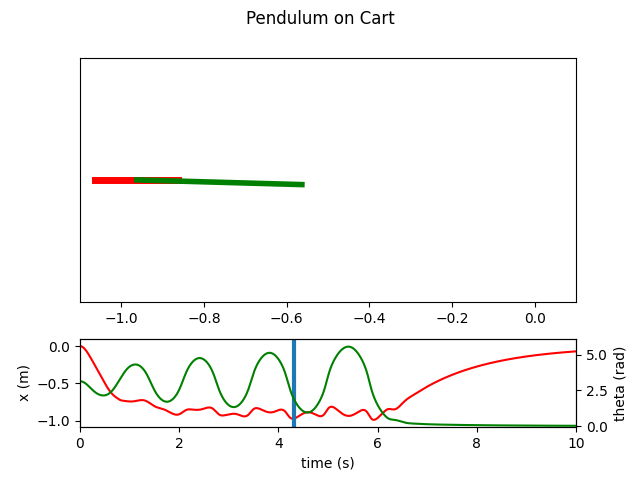 Pendulum on Cart
−1.0 −0.8 −0.6 −0.4 −0.2 0.0
0.0 5.0
−0.5 2.5
−1.0 0.0
x (m) theta (rad)
0 2 4 6 8 10
time (s)